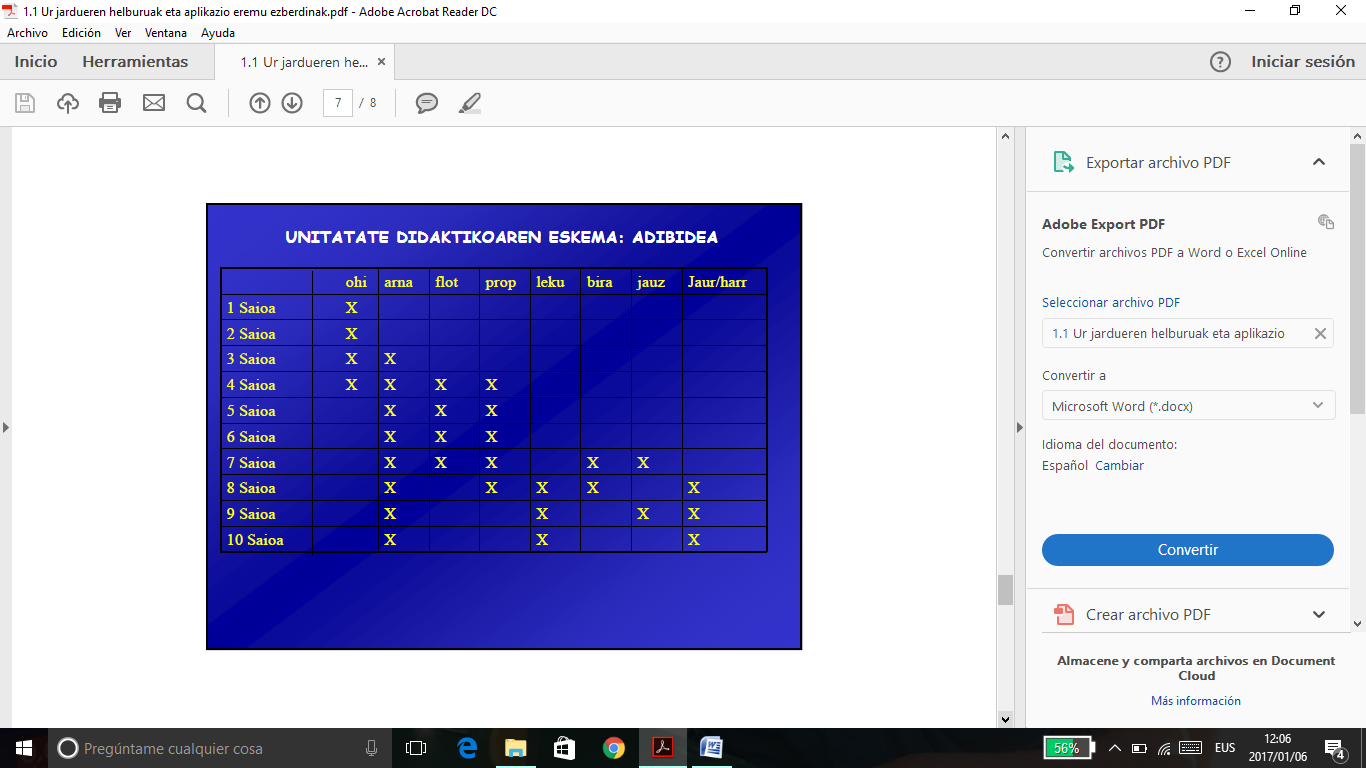 1.1 Ur jardueren helburuak eta aplikazio eremu ezberdinak.pdf - Adobe Acrobat Reader DC
Archivo Edición Ver Ventana Ayuda
Inicio Herramientas 1.1 Ur jardueren he... × ? Iniciar sesión
7 / 8
Exportar archivo PDF
Adobe Export PDF
Convertir archivos PDF a Word o Excel Online
Seleccionar archivo PDF
1.1 Ur jardueren helburuak eta aplikazio
Convertir a
Microsoft Word (*.docx)
Idioma del documento:
Español Cambiar
Convertir
Crear archivo PDF
Almacene y comparta archivos en Document
Cloud
Más información
UNITATATE DIDAKTIKOAREN ESKEMA: ADIBIDEA
ohi arna flot prop leku bira jauz Jaur/harr
1 Saioa X
2 Saioa X
3 Saioa X X
4 Saioa X X X X
5 Saioa X X X
6 Saioa X X X
7 Saioa X X X X X
8 Saioa X X X X X
9 Saioa X X X X
10 Saioa X X X
Pregúntame cualquier cosa
56% EUS 12:06
2017/01/06 4